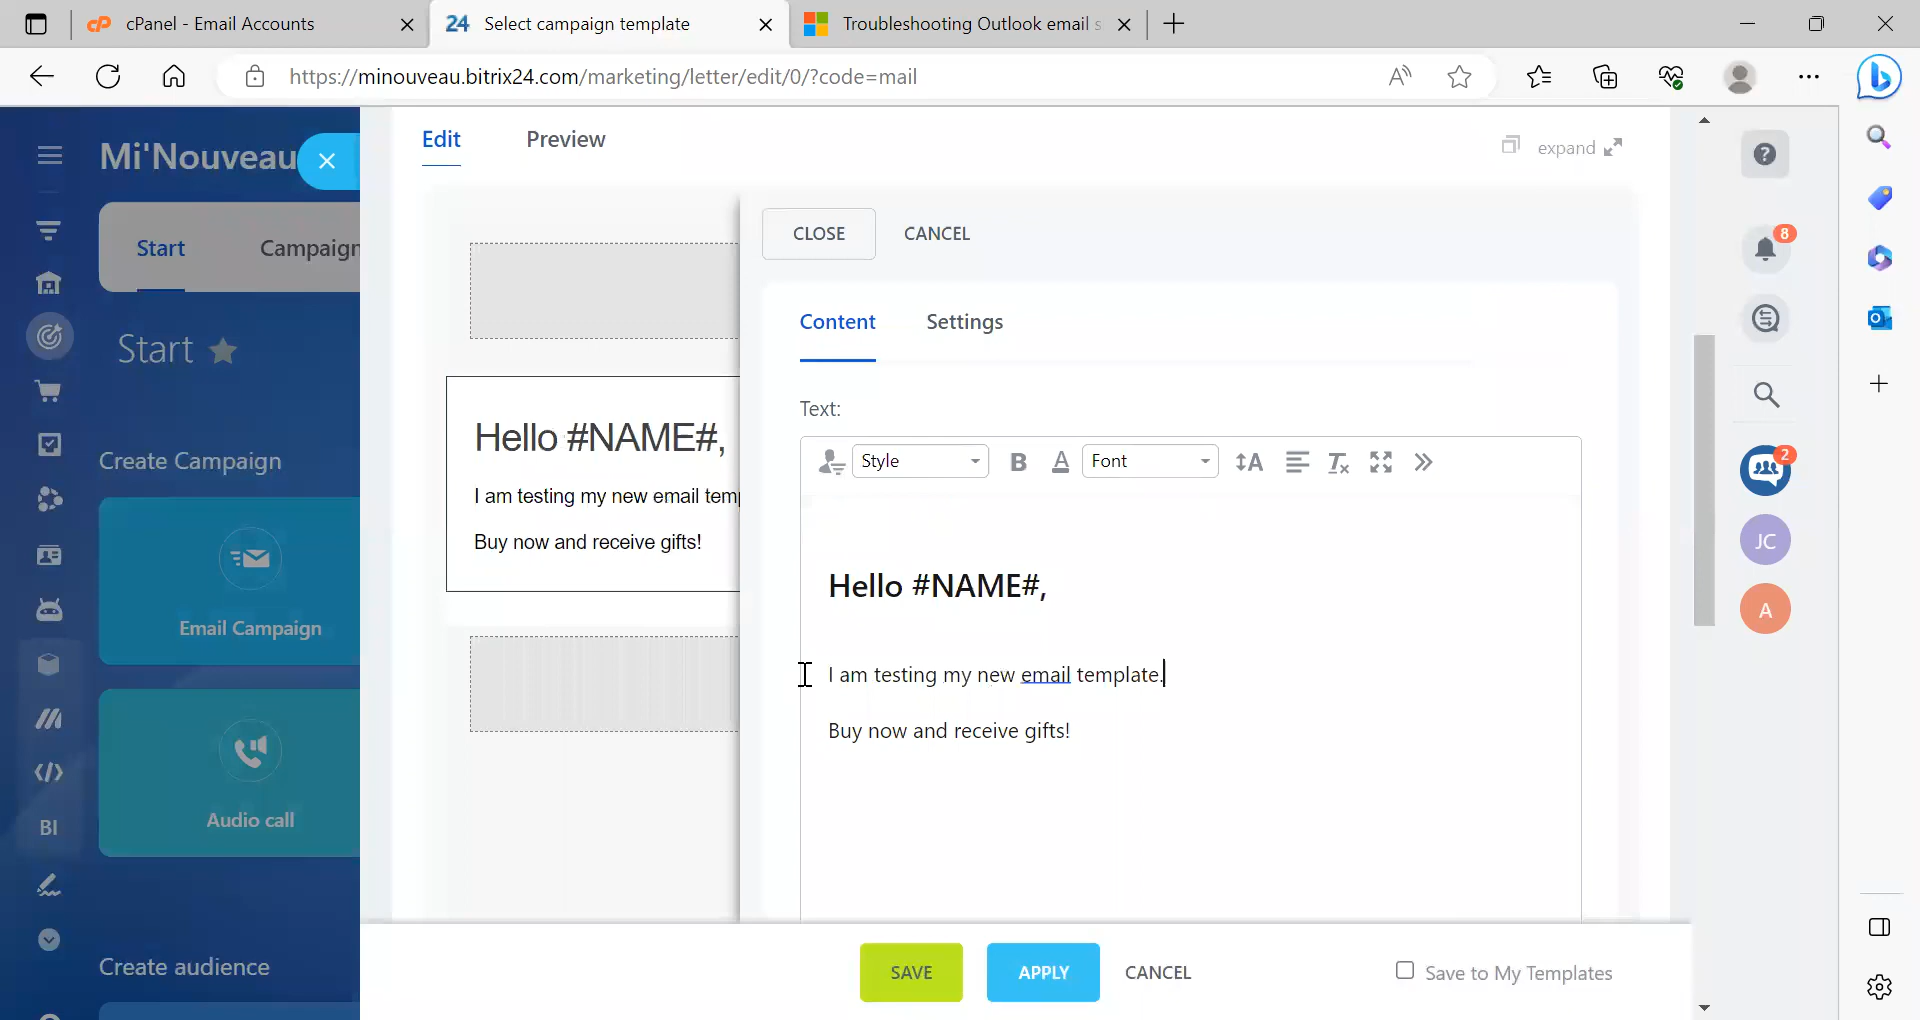 cPanel - Email Accounts
24 Select campaign template
Troubleshooting Outlook email s
https://minouveau.bitrix24.com/marketing/letter/edit/0/?code=mail
Mi'Nouveau
Start
Campaign
Start
Create Campaign
Email Campaign
Audio call
BI
Create audience
Edit
Preview
expand
Hello #NAME#,
I am testing my new email temp
Buy now and receive gifts!
CLOSE
CANCEL
Content
Settings
Text:
Style
B
A
Font
Hello #NAME#,
I am testing my new email template.
Buy now and receive gifts!
SAVE
APPLY
CANCEL
Save to My Templates
8
2
JC
A